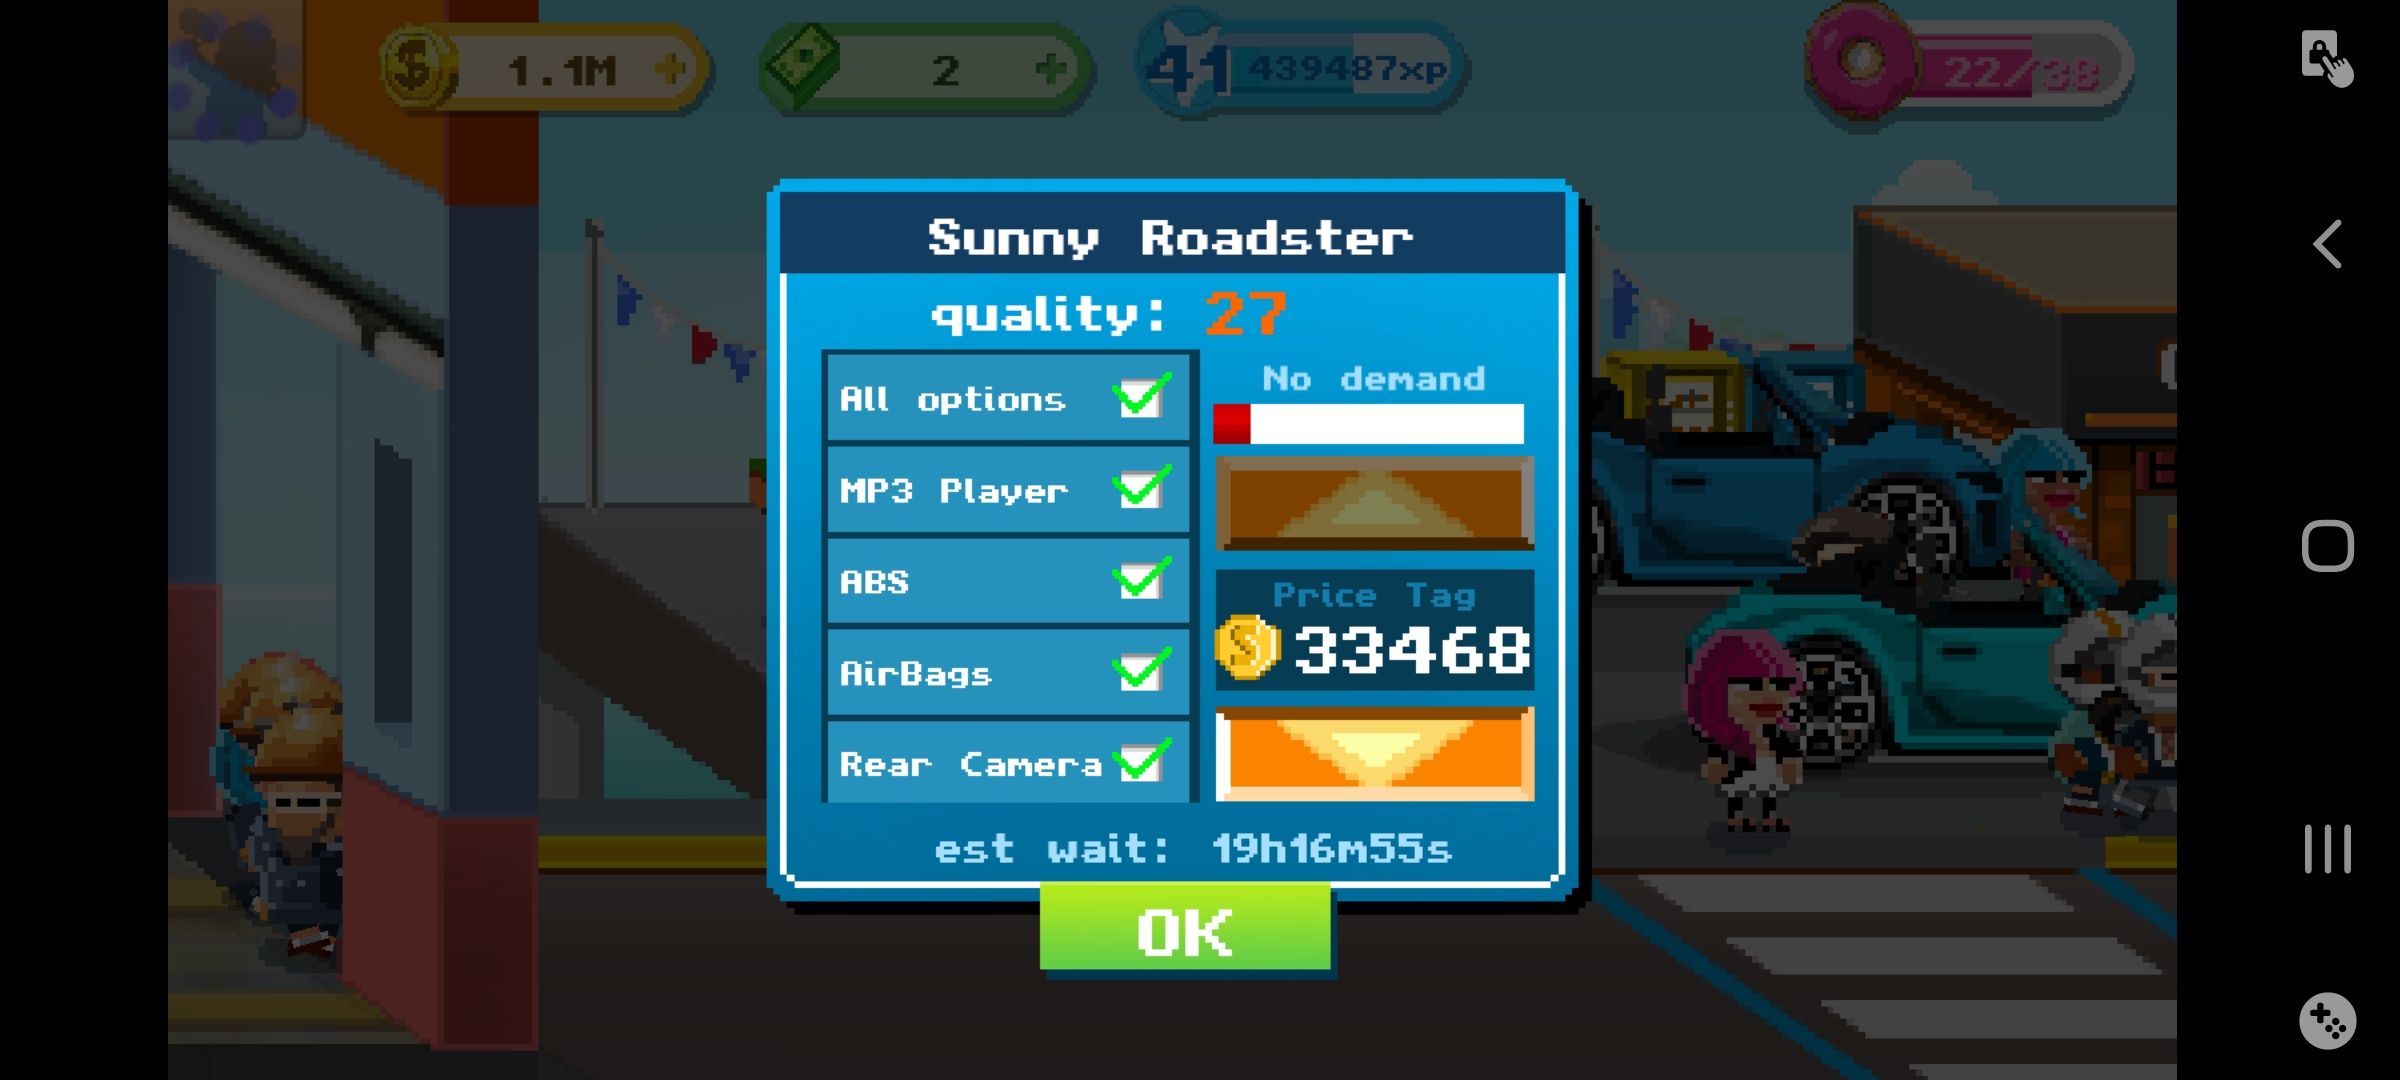 1.1M
2
41 439487xp
22/38
Sunny Roadster
quality: 27
All options
MP3 Player
ABS
AirBags
Rear Camera
No demand
Price Tag
33468
est wait: 19h16m55s
OK